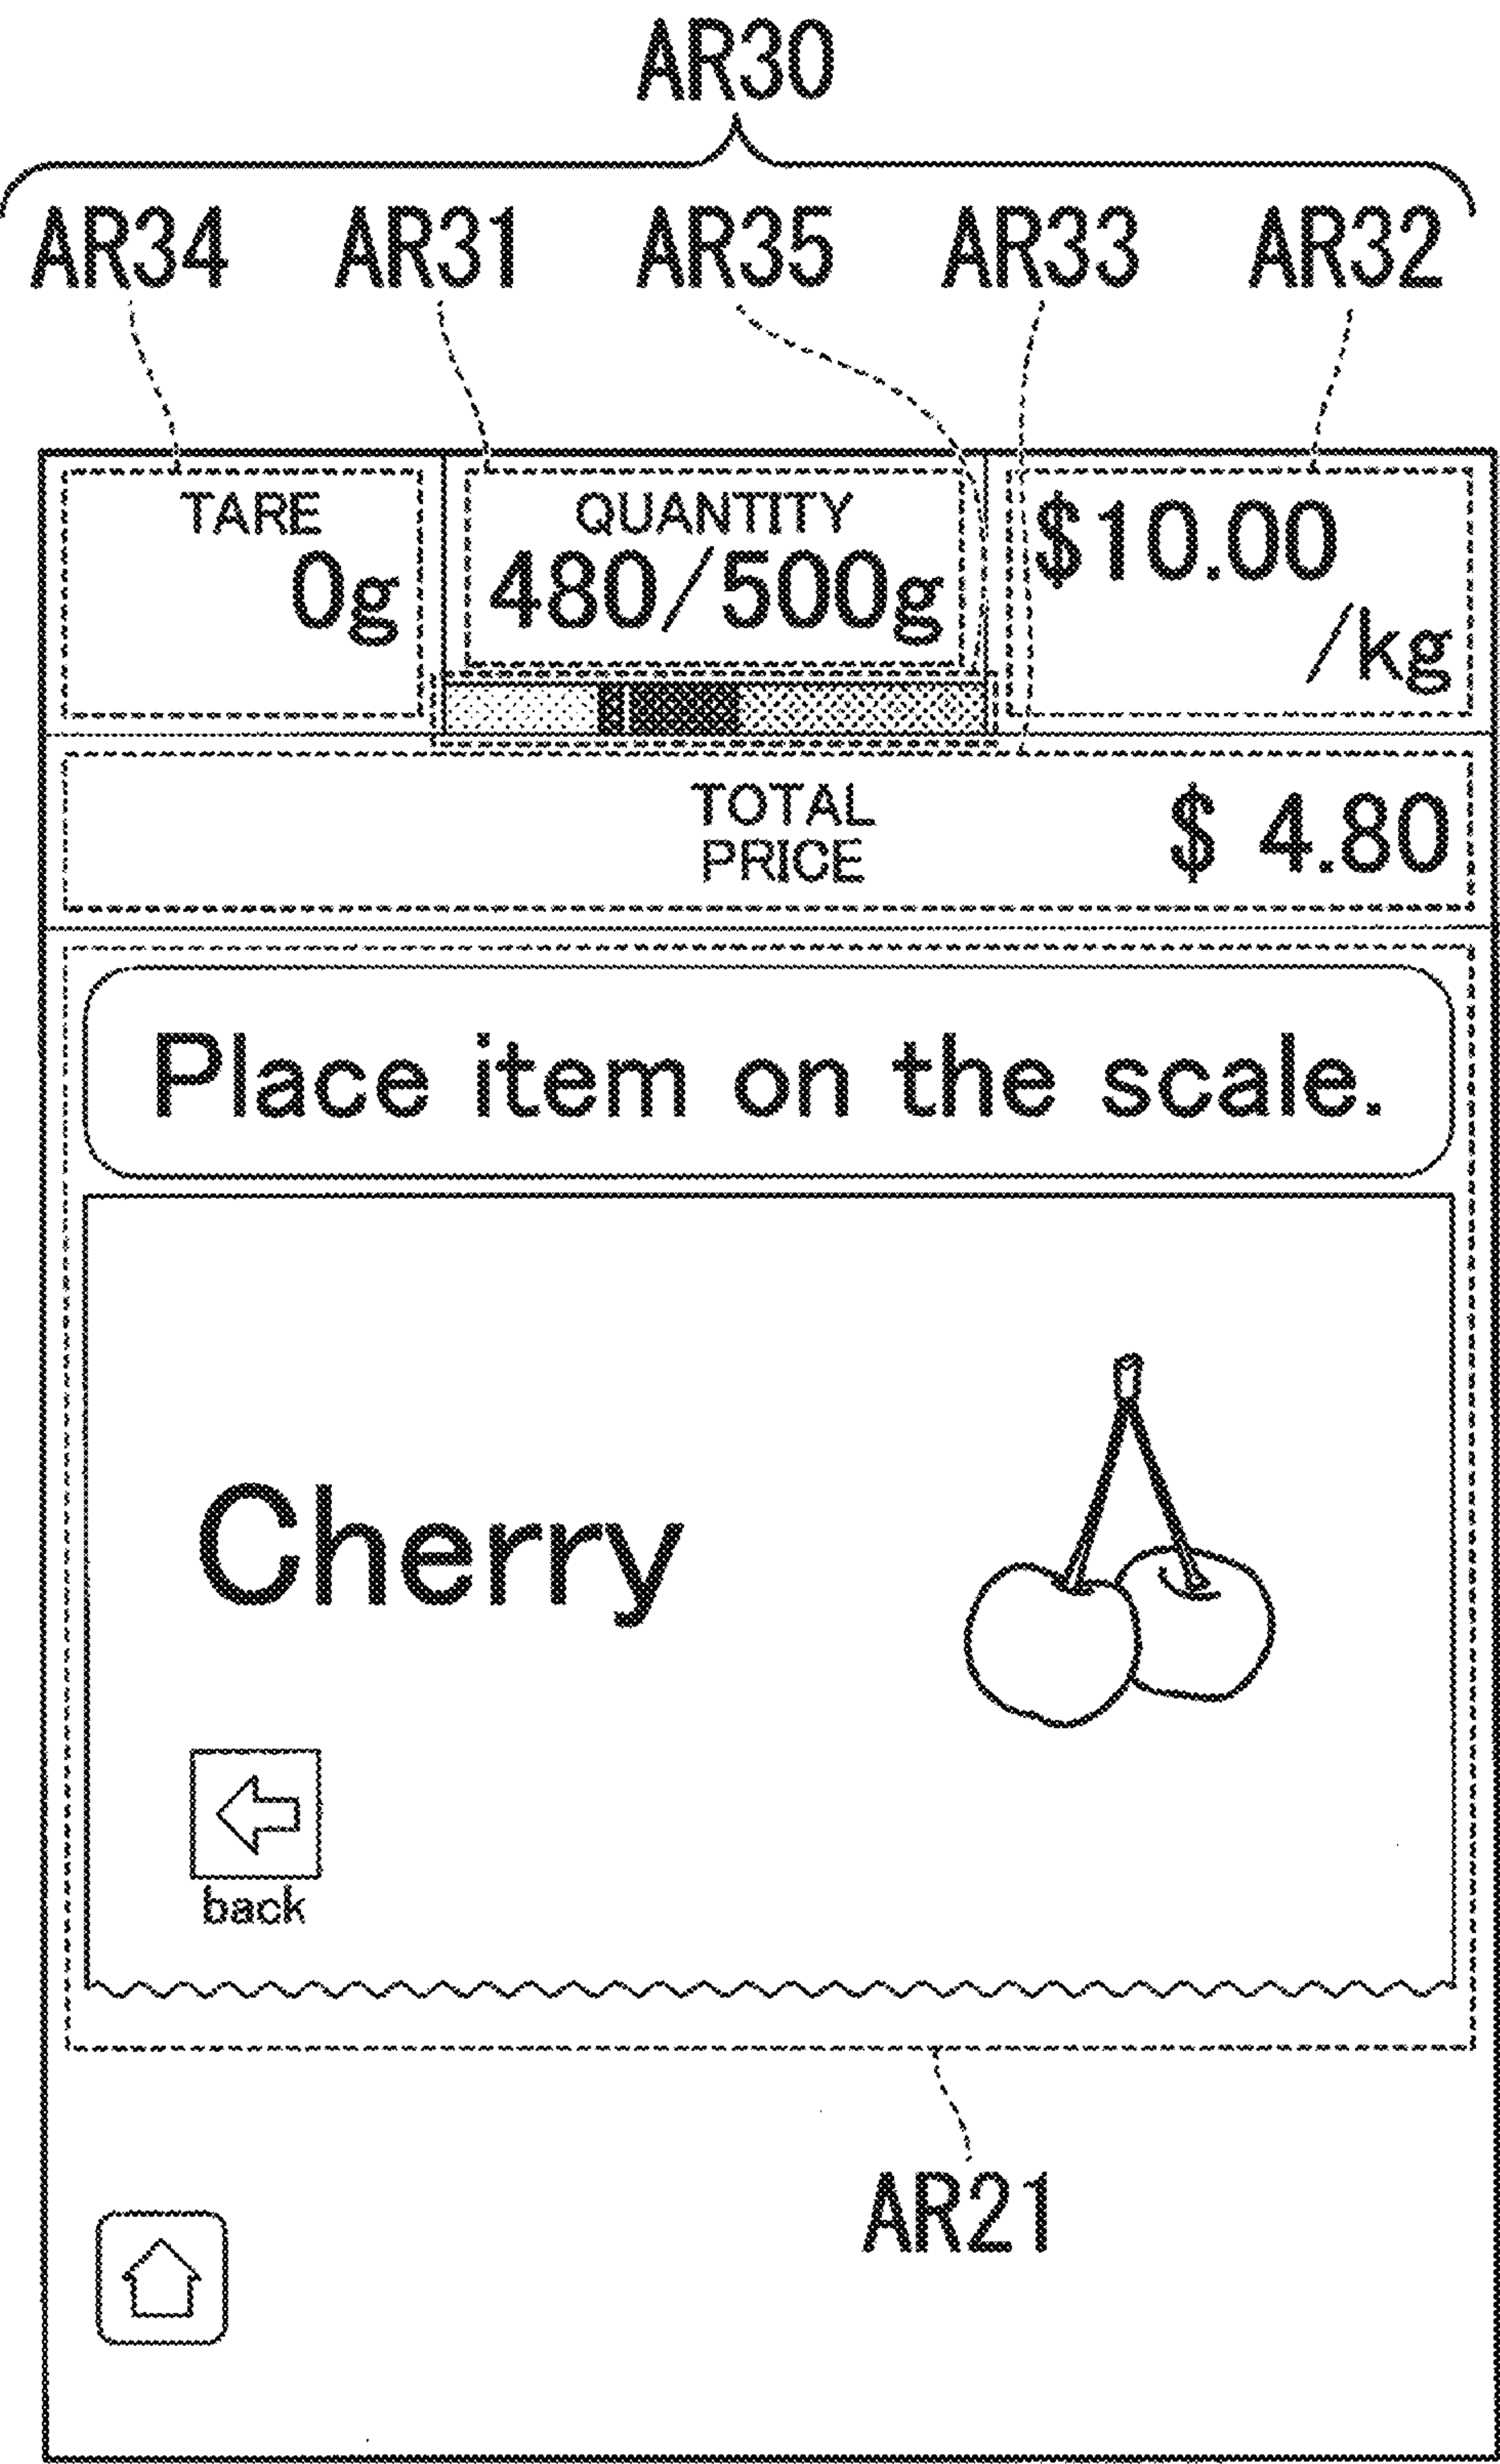 AR30
AR34 AR31 AR35 AR33 AR32
TARE
0g
QUANTITY
480/500g
$10.00
/kg
TOTAL
PRICE
$ 4.80
Place item on the scale.
Cherry
back
AR21